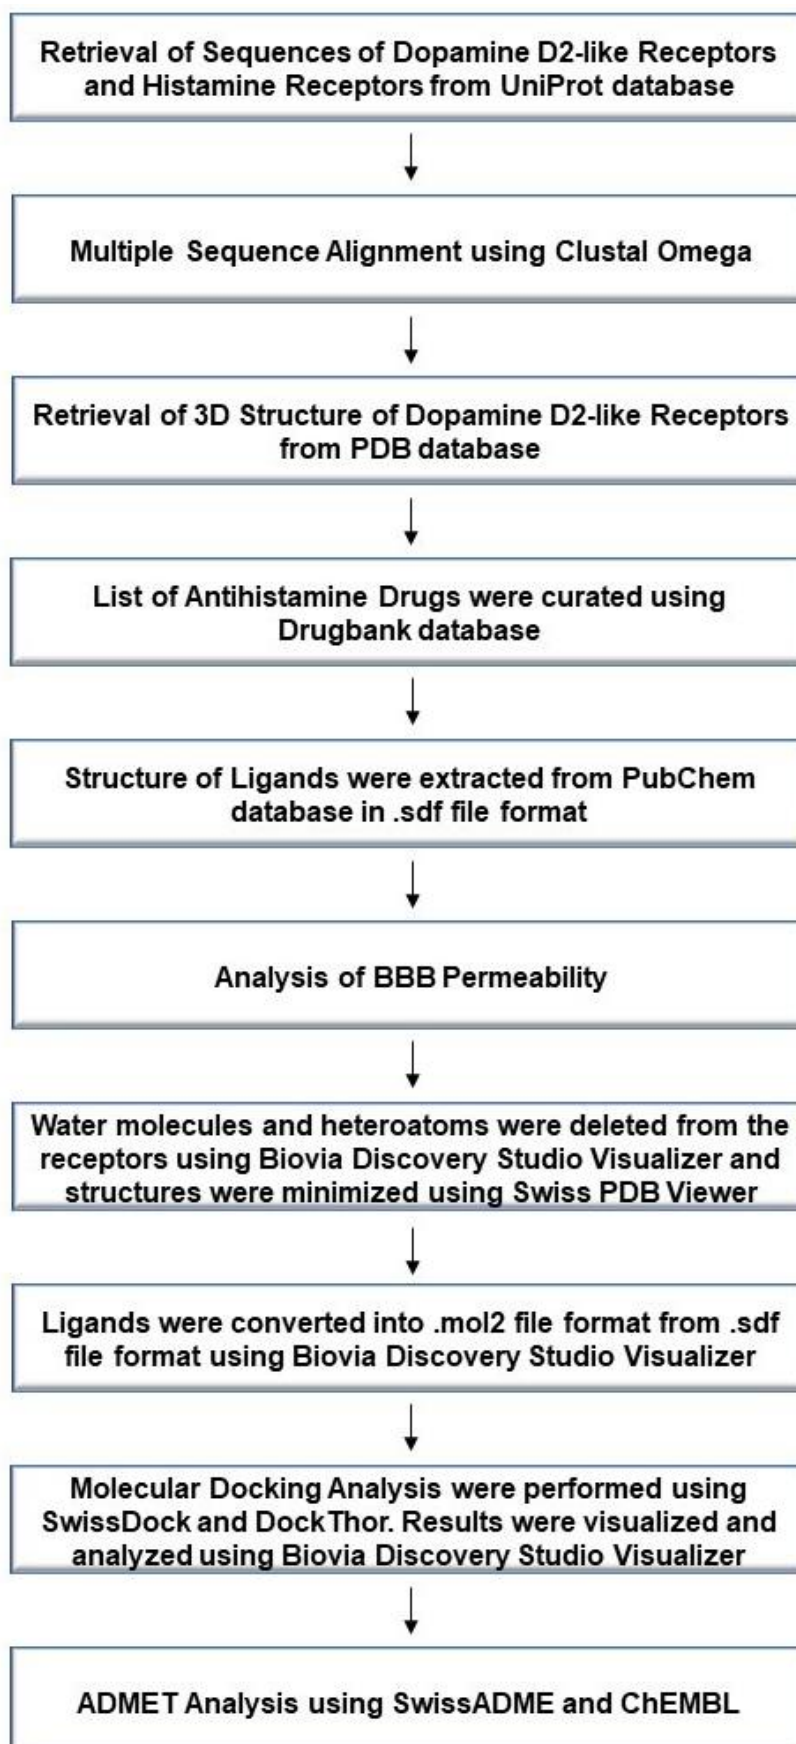 Retrieval of Sequences of Dopamine D2-like Receptors
and Histamine Receptors from UniProt database
Multiple Sequence Alignment using Clustal Omega
Retrieval of 3D Structure of Dopamine D2-like Receptors
from PDB database
List of Antihistamine Drugs were curated using
Drugbank database
Structure of Ligands were extracted from PubChem
database in .sdf file format
Analysis of BBB Permeability
Water molecules and heteroatoms were deleted from the
receptors using Biovia Discovery Studio Visualizer and
structures were minimized using Swiss PDB Viewer
Ligands were converted into .mol2 file format from .sdf
file format using Biovia Discovery Studio Visualizer
Molecular Docking Analysis were performed using
SwissDock and DockThor. Results were visualized and
analyzed using Biovia Discovery Studio Visualizer
ADMET Analysis using SwissADME and ChEMBL